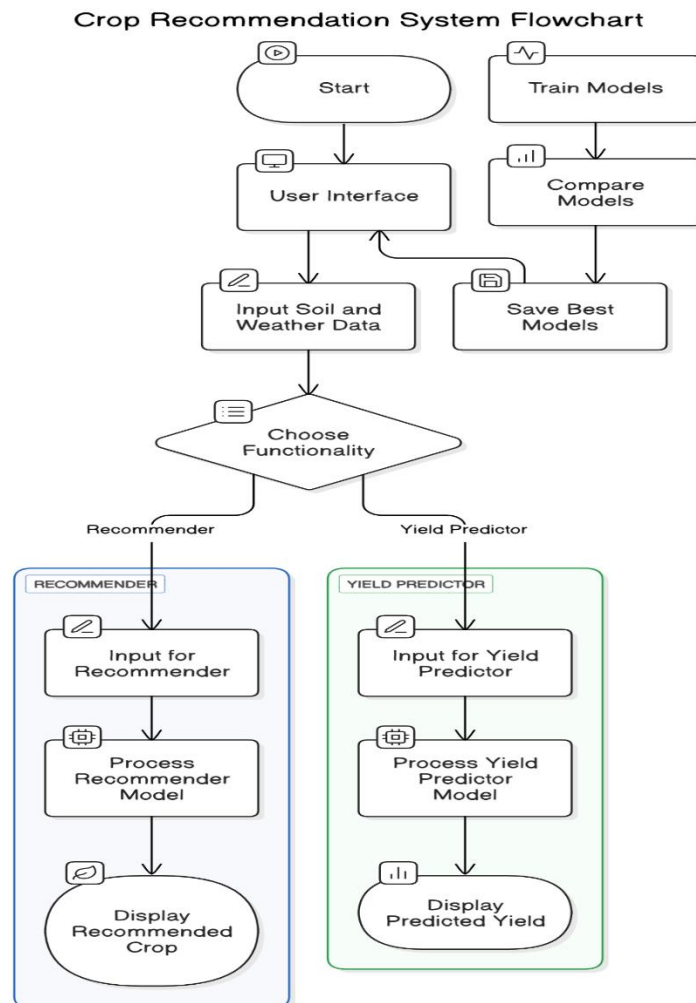 Crop Recommendation System Flowchart
Start
Train Models
User Interface
Compare
Models
Input Soil and
Weather Data
Save Best
Models
Choose
Functionality
Recommender
Yield Predictor
RECOMMENDER
YIELD PREDICTOR
Input for
Recommender
Input for Yield
Predictor
Process
Recommender
Model
Process Yield
Predictor
Model
Display
Recommended
Crop
Display
Predicted Yield